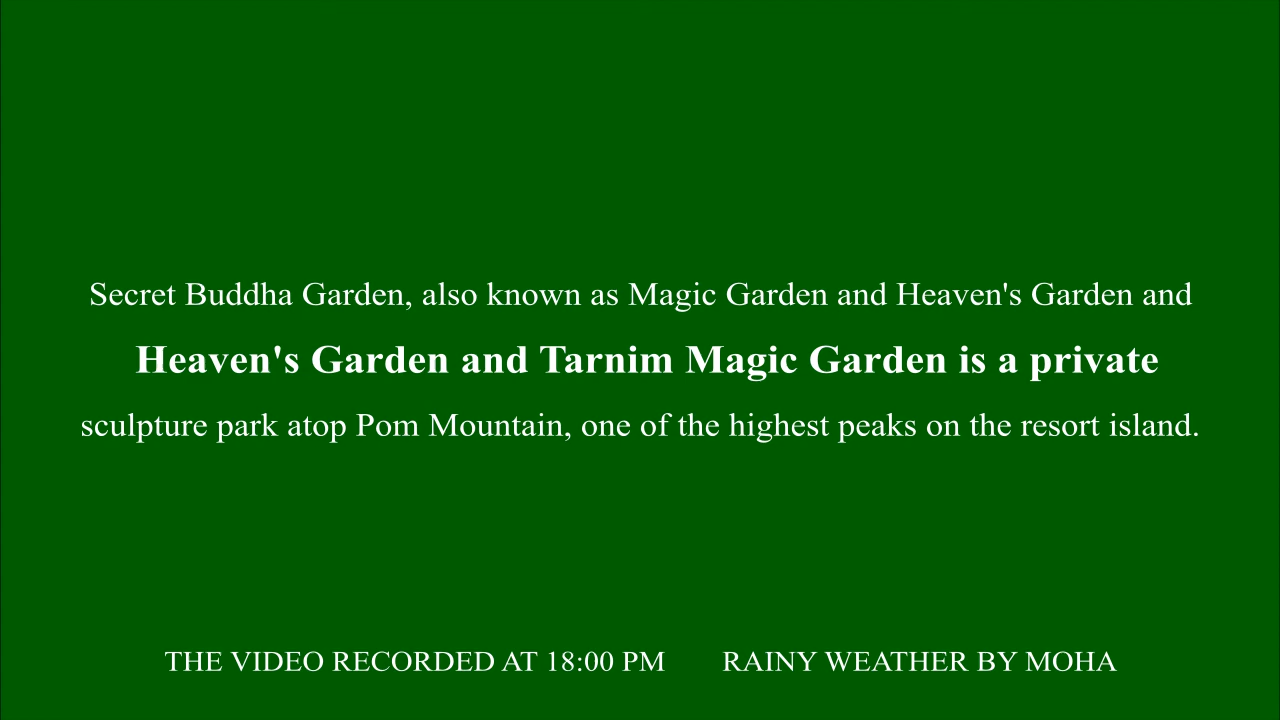 Secret Buddha Garden, also known as Magic Garden and Heaven's Garden and
Heaven's Garden and Tarnim Magic Garden is a private
sculpture park atop Pom Mountain, one of the highest peaks on the resort island.
THE VIDEO RECORDED AT 18:00 PM RAINY WEATHER BY MOHA